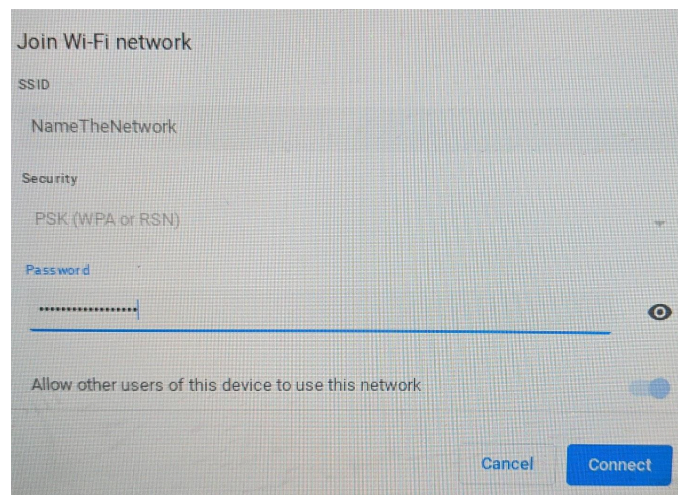 Join Wi-Fi network
SSID
NameTheNetwork
Security
PSK (WPA or RSN)
Password
••••••••••••••••••
Allow other users of this device to use this network
Cancel
Connect